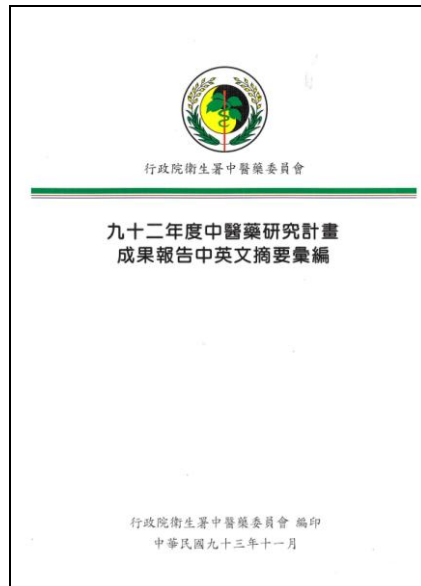 行政院衛生署中醫藥委員會
九十二年度中醫藥研究計畫
成果報告中英文摘要彙編
行政院衛生署中醫藥委員會 編印
中華民國九十三年十一月